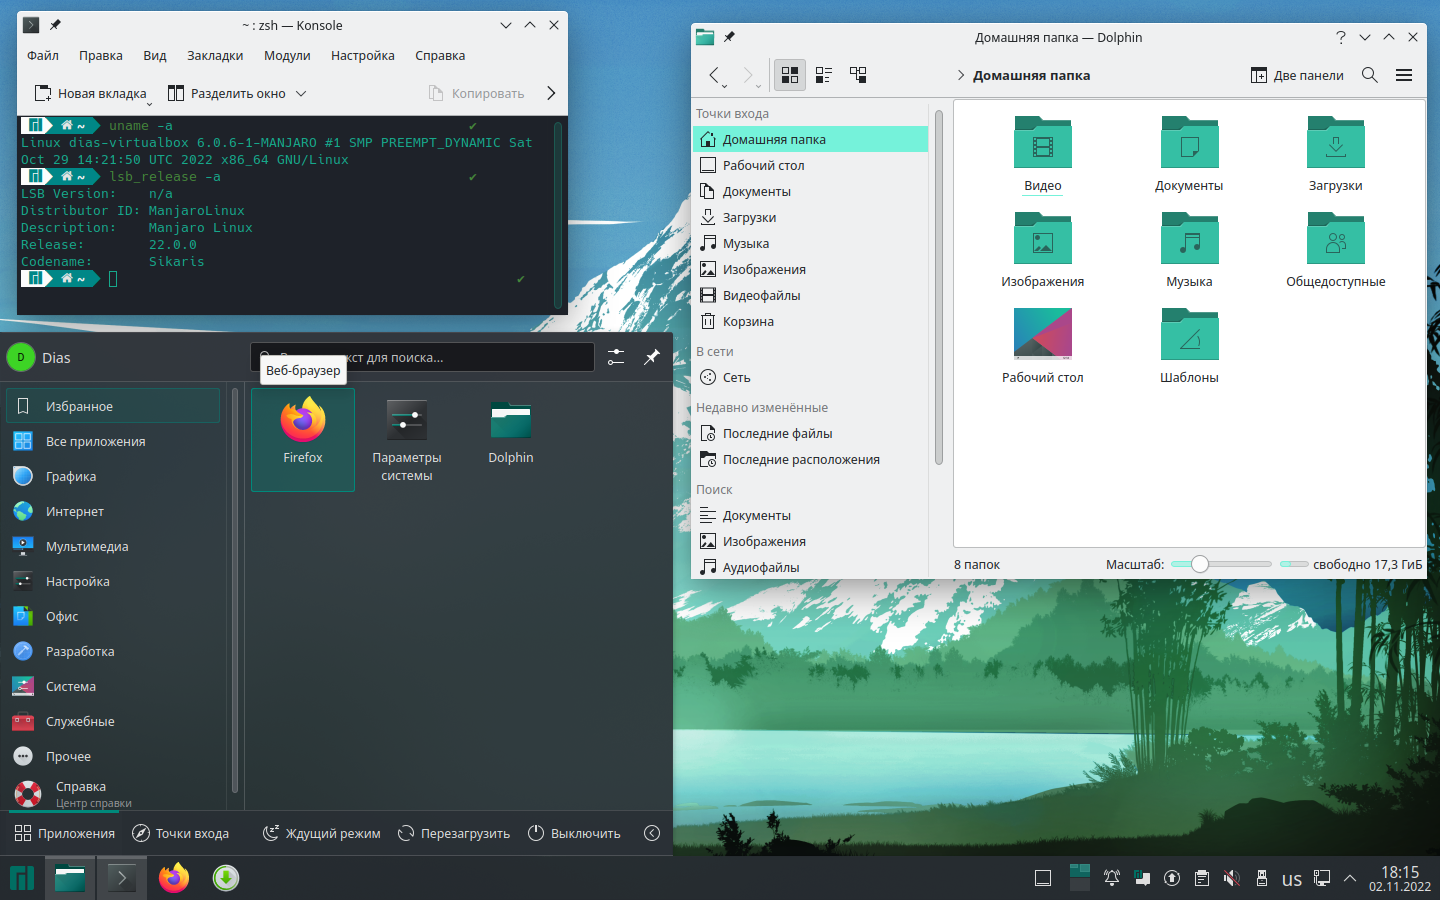 ~ : zsh — Konsole
Файл Правка Вид Закладки Модули Настройка Справка
Новая вкладка Разделить окно Копировать
~ uname -a ✔
Linux dias-virtualbox 6.0.6-1-MANJARO #1 SMP PREEMPT_DYNAMIC Sat
Oct 29 14:21:50 UTC 2022 x86_64 GNU/Linux
~ lsb_release -a ✔
LSB Version: n/a
Distributor ID: ManjaroLinux
Description: Manjaro Linux
Release: 22.0.0
Codename: Sikaris
~ ✔
Домашняя папка — Dolphin
Домашняя папка Две панели
Точки входа
Домашняя папка
Рабочий стол
Документы
Загрузки
Музыка
Изображения
Видеофайлы
Корзина
В сети
Сеть
Недавно изменённые
Последние файлы
Последние расположения
Поиск
Документы
Изображения
Аудиофайлы
Видео Документы Загрузки
Изображения Музыка Общедоступные
Рабочий стол Шаблоны
8 папок Масштаб: свободно 17,3 ГиБ
D Dias
для поиска...
Веб-браузер
Избранное
Все приложения
Графика
Интернет
Мультимедиа
Настройка
Офис
Разработка
Система
Служебные
Прочее
Справка
Центр справки
Firefox Параметры
системы
Dolphin
Приложения Точки входа Ждущий режим Перезагрузить Выключить
us 18:15
02.11.2022